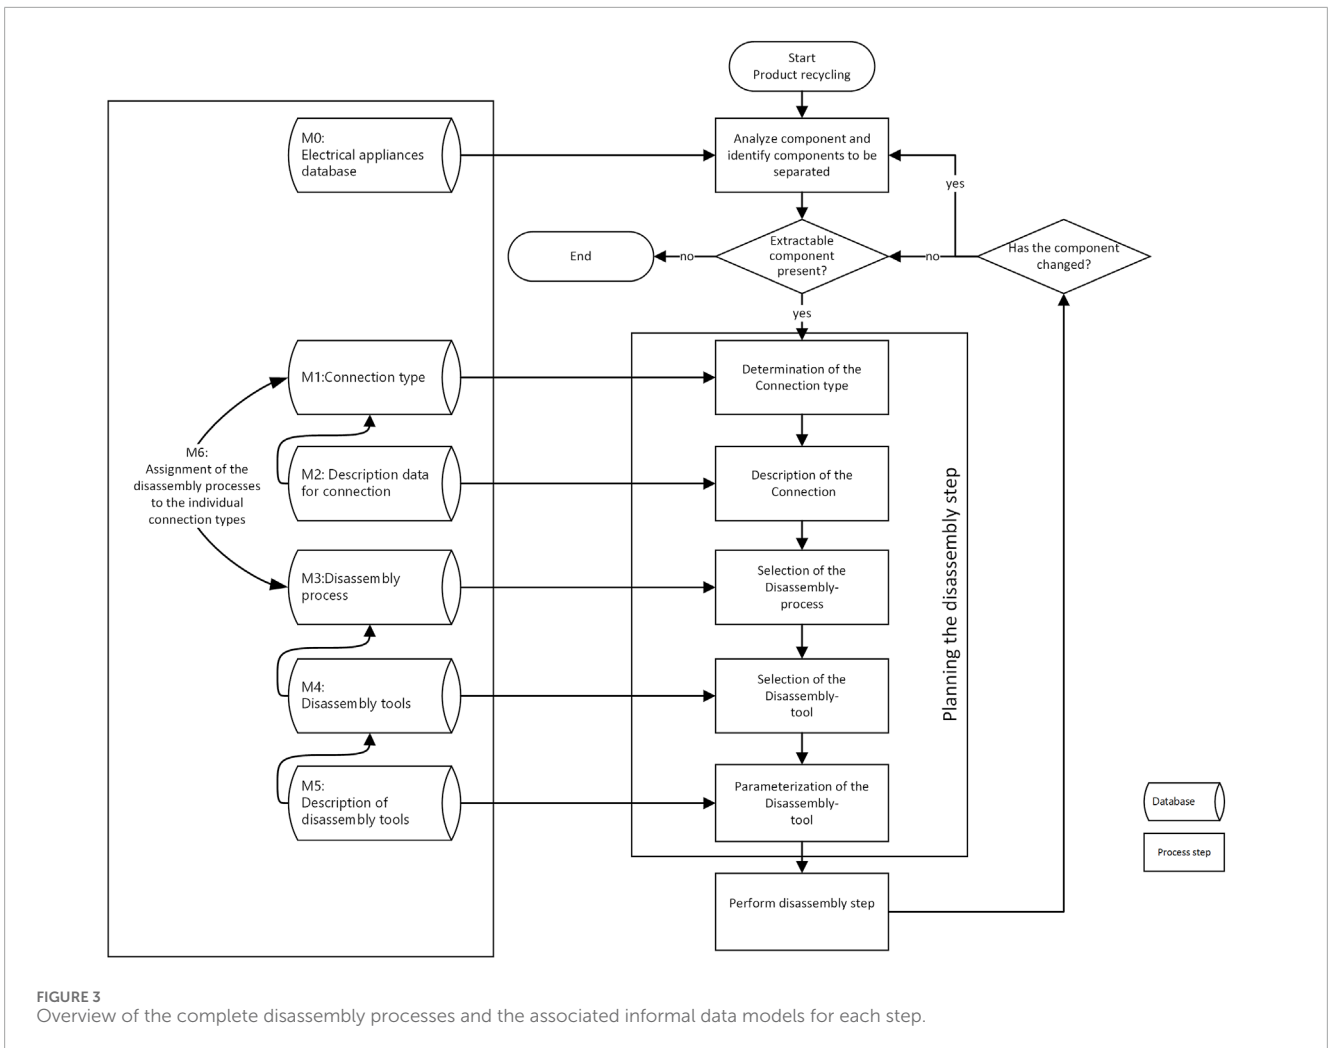 Start
Product recycling
M0:
Electrical appliances
database
Analyze component and
identify components to be
separated
yes
End
no
Extractable
component
present?
no
Has the component
changed?
yes
M1:Connection type
Determination of the
Connection type
M6:
Assignment of the
disassembly processes
to the individual
connection types
M2: Description data
for connection
Description of the
Connection
M3:Disassembly
process
Selection of the
Disassembly-
process
Planning the disassembly step
M4:
Disassembly tools
Selection of the
Disassembly-
tool
M5:
Description of
disassembly tools
Parameterization of the
Disassembly-
tool
Database
Process step
Perform disassembly step
FIGURE 3
Overview of the complete disassembly processes and the associated informal data models for each step.